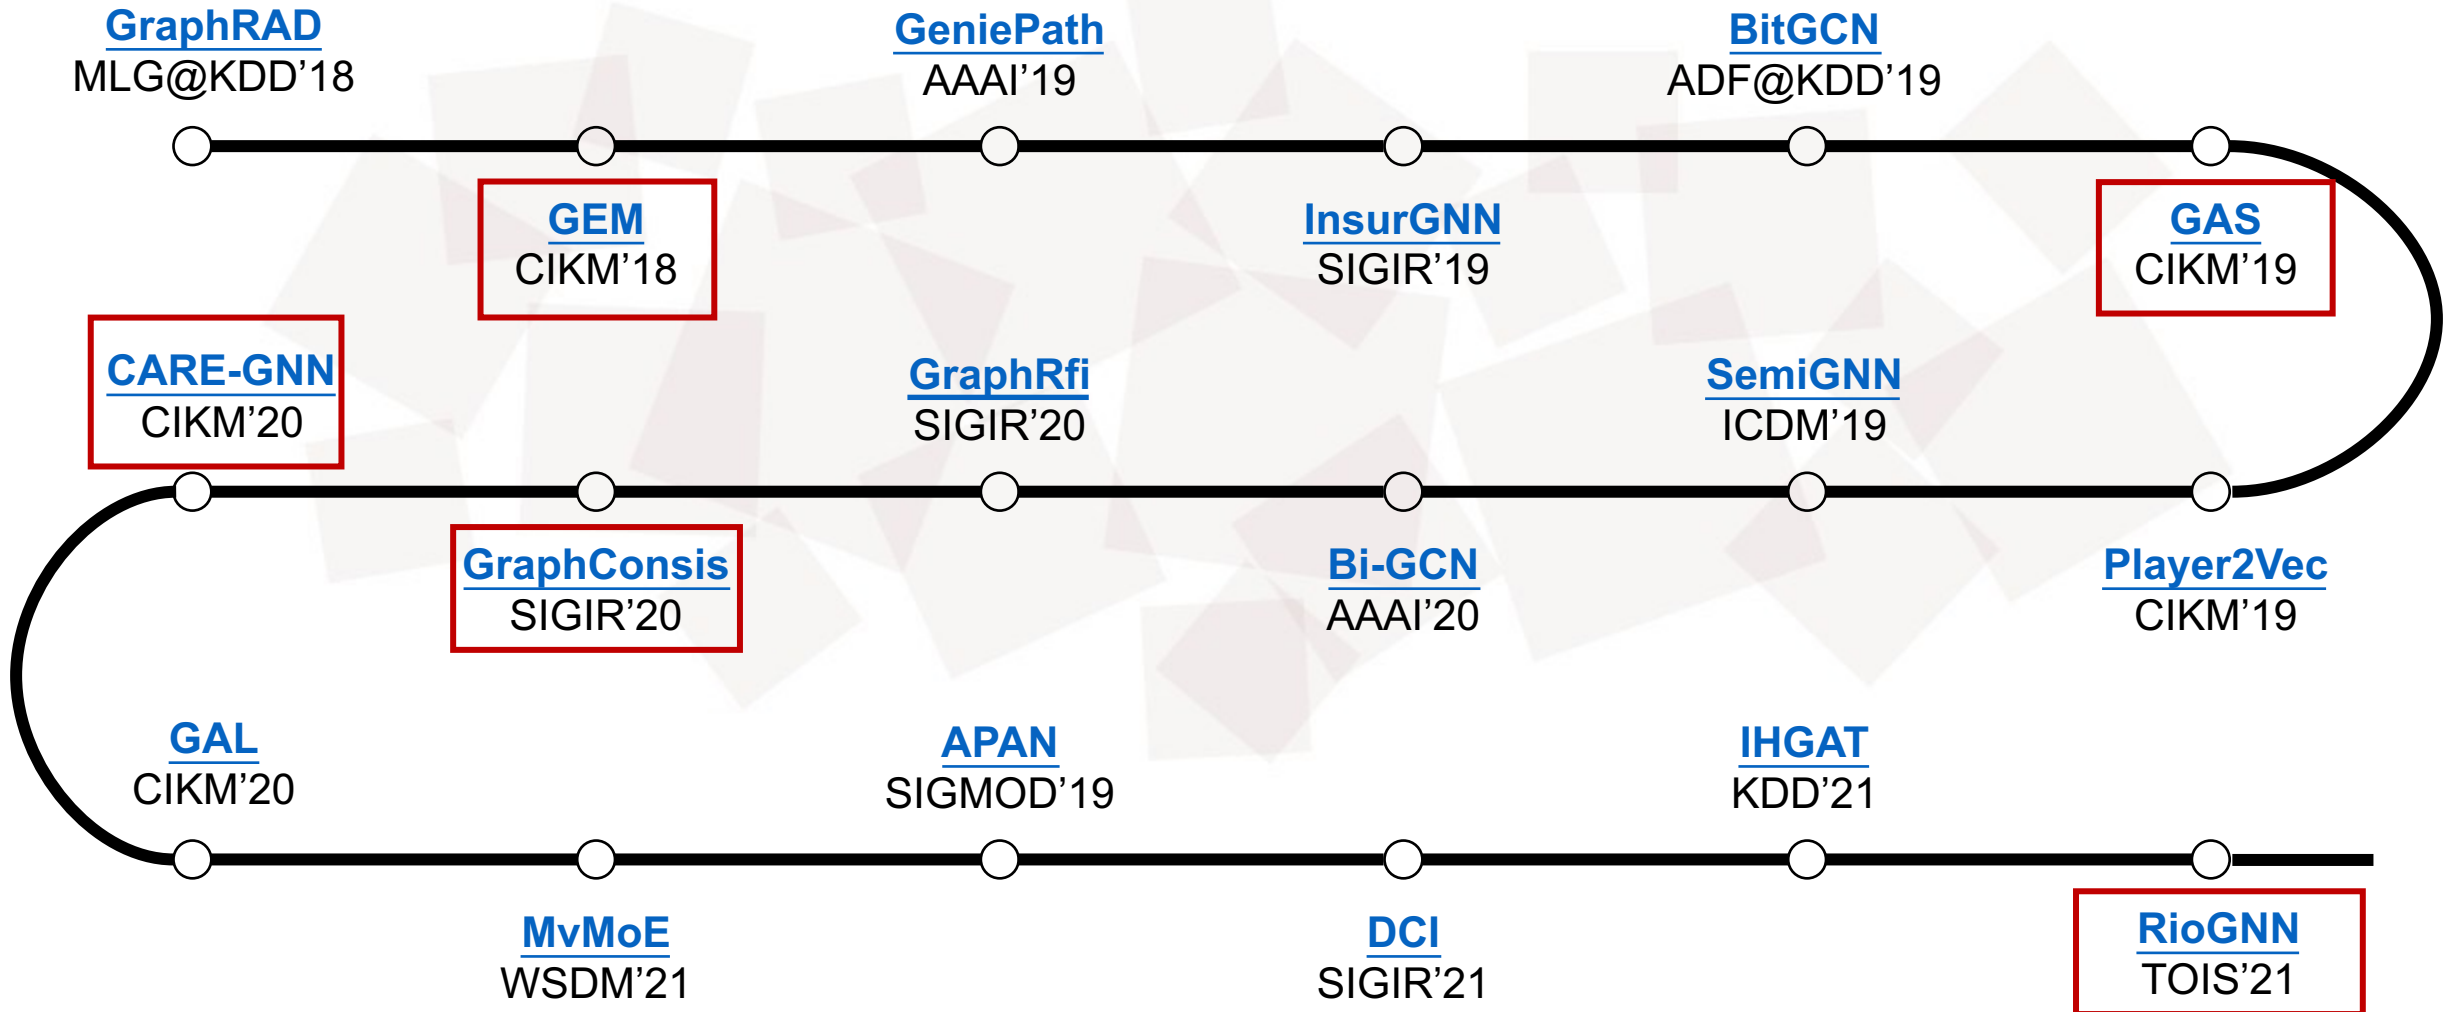 GraphRAD
MLG@KDD’18
GeniePath
AAAI’19
BitGCN
ADF@KDD’19
GEM
CIKM’18
InsurGNN
SIGIR’19
GAS
CIKM’19
CARE-GNN
CIKM’20
GraphRfi
SIGIR’20
SemiGNN
ICDM’19
GraphConsis
SIGIR’20
Bi-GCN
AAAI’20
Player2Vec
CIKM’19
GAL
CIKM’20
APAN
SIGMOD’19
IHGAT
KDD’21
MvMoE
WSDM’21
DCI
SIGIR’21
RioGNN
TOIS’21